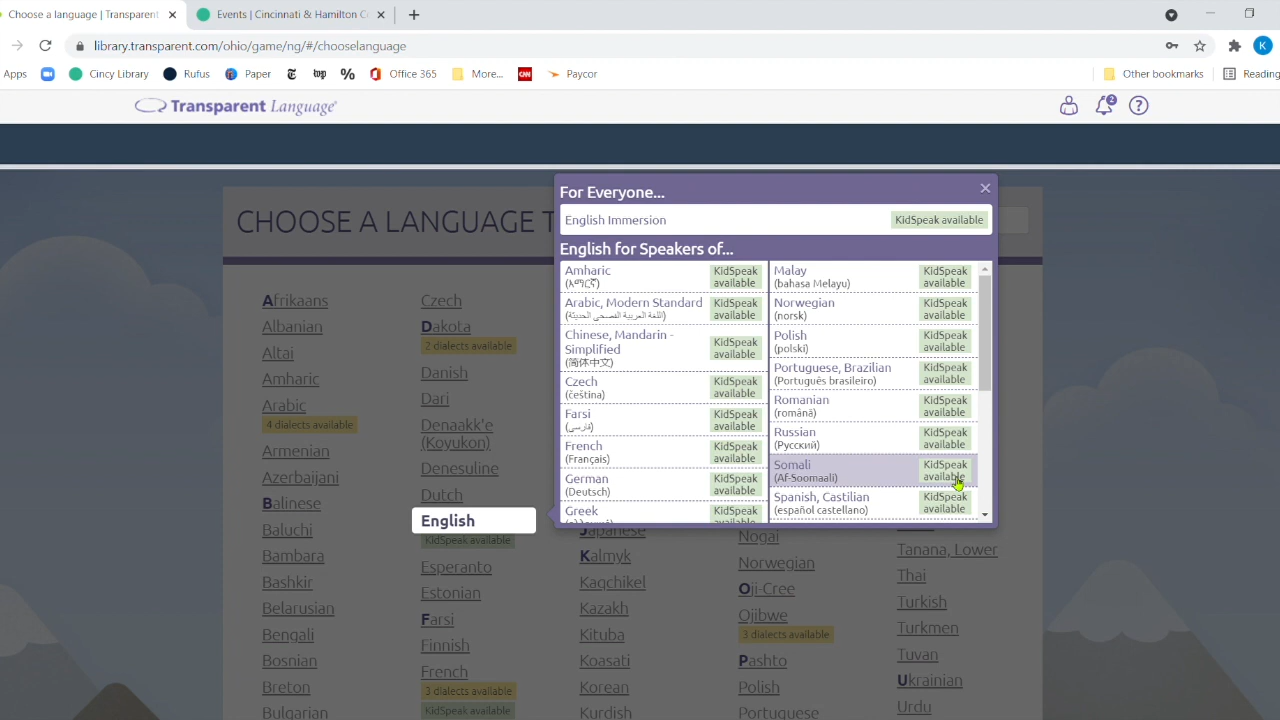 Choose a language | Transparent
Events | Cincinnati & Hamilton C
library.transparent.com/ohio/game/ng/#/chooselanguage
K
Apps
Cincy Library
Rufus
Paper
Office 365
More...
CNN
Paycor
Other bookmarks
Reading
Transparent Language
2
CHOOSE A LANGUAGE T
For Everyone...
English Immersion
KidSpeak available
English for Speakers of...
Amharic
(አማርኛ)
KidSpeak available
Arabic, Modern Standard
(اللغة العربية الفصحى الحديثة)
KidSpeak available
Chinese, Mandarin -
Simplified
(简体中文)
KidSpeak available
Czech
(čeština)
KidSpeak available
Farsi
(فارسی)
KidSpeak available
French
(Français)
KidSpeak available
German
(Deutsch)
KidSpeak available
Greek
KidSpeak available
Malay
(bahasa Melayu)
KidSpeak available
Norwegian
(norsk)
KidSpeak available
Polish
(polski)
KidSpeak available
Portuguese, Brazilian
(Português brasileiro)
KidSpeak available
Romanian
(română)
KidSpeak available
Russian
(Русский)
KidSpeak available
Somali
(Af-Soomaali)
KidSpeak available
Spanish, Castilian
(español castellano)
KidSpeak available
Afrikaans
Albanian
Altai
Amharic
Arabic
4 dialects available
Armenian
Azerbaijani
Balinese
Baluchi
Bambara
Bashkir
Belarusian
Bengali
Bosnian
Breton
Bulgarian
Czech
Dakota
2 dialects available
Danish
Dari
Denaakk'e
(Koyukon)
Denesuline
Dutch
English
KidSpeak available
Esperanto
Estonian
Farsi
Finnish
French
3 dialects available
KidSpeak available
Japanese
Kalmyk
Kaqchikel
Kazakh
Kituba
Koasati
Korean
Kurdish
Nogai
Norwegian
Oji-Cree
Ojibwe
3 dialects available
Pashto
Polish
Portuguese
Tanana, Lower
Thai
Turkish
Turkmen
Tuvan
Ukrainian
Urdu